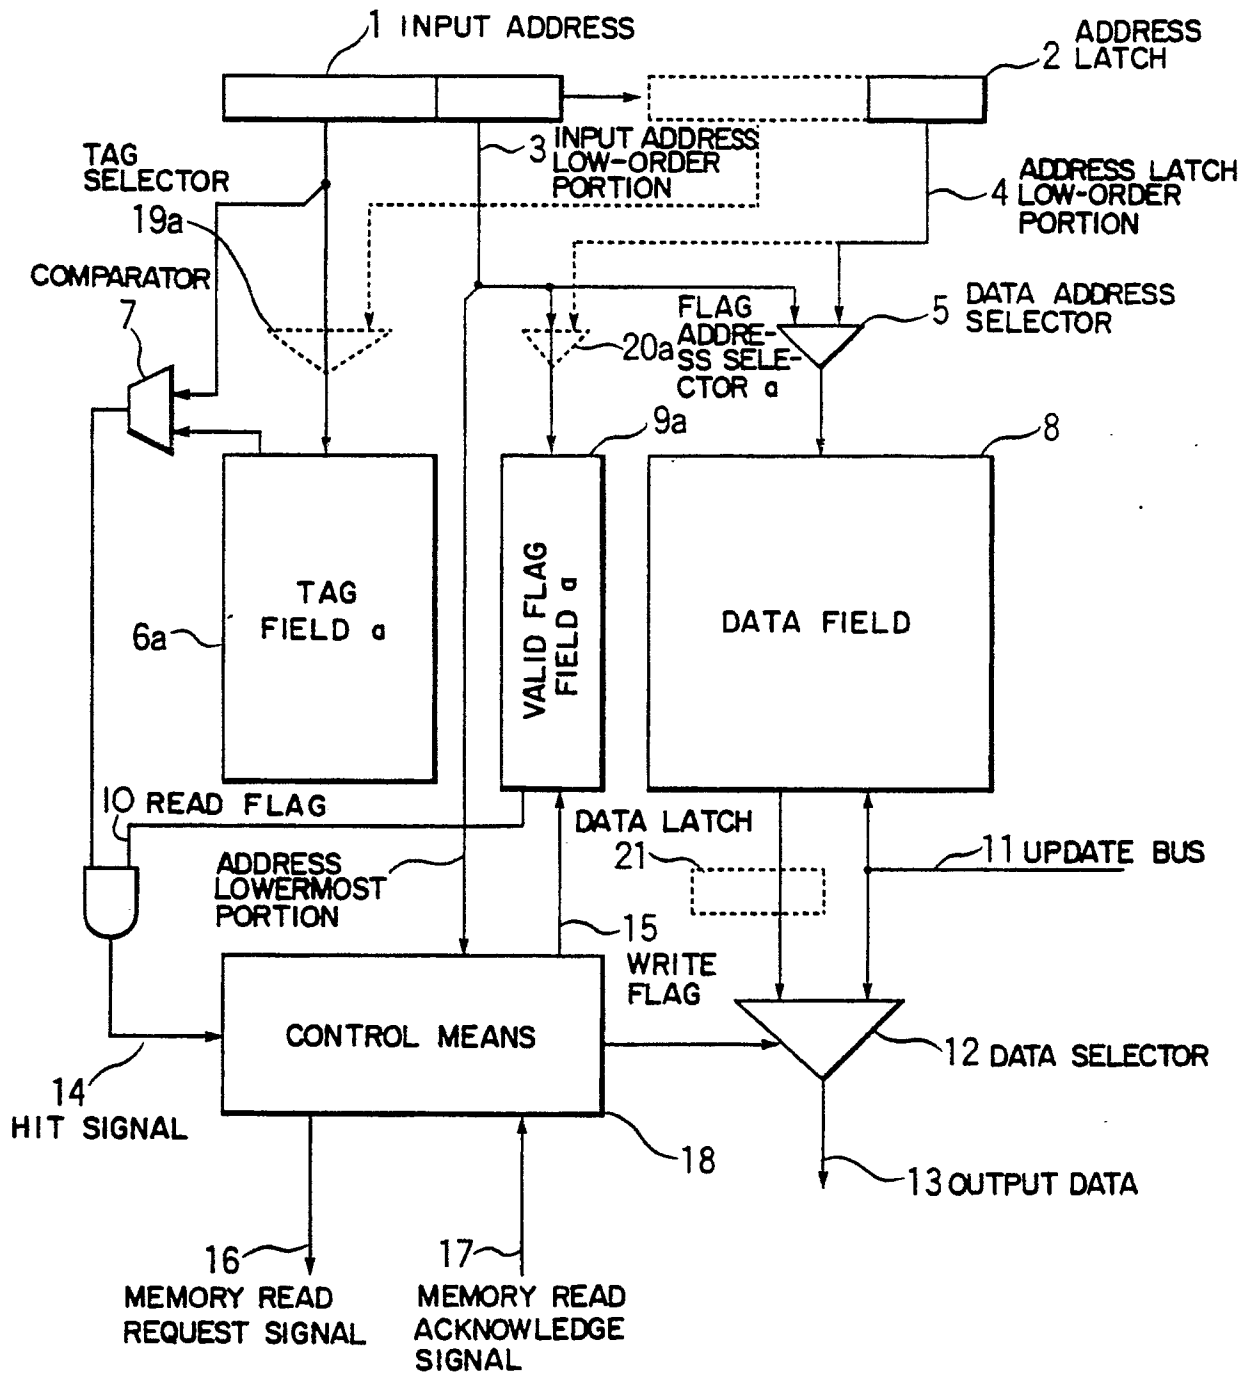 1 INPUT ADDRESS
2 ADDRESS
LATCH
3 INPUT ADDRESS
LOW-ORDER
PORTION
TAG
SELECTOR
19a
4 ADDRESS LATCH
LOW-ORDER
PORTION
COMPARATOR
7
FLAG
ADDRE-
SS SELE-
CTOR a
20a
5 DATA ADDRESS
SELECTOR
9a
8
TAG
FIELD a
6a
VALID FLAG
FIELD a
DATA FIELD
10 READ FLAG
DATA LATCH
21
11 UPDATE BUS
ADDRESS
LOWERMOST
PORTION
15
WRITE
FLAG
CONTROL MEANS
12 DATA SELECTOR
14
HIT SIGNAL
18
13 OUTPUT DATA
16
MEMORY READ
REQUEST SIGNAL
17
MEMORY READ
ACKNOWLEDGE
SIGNAL